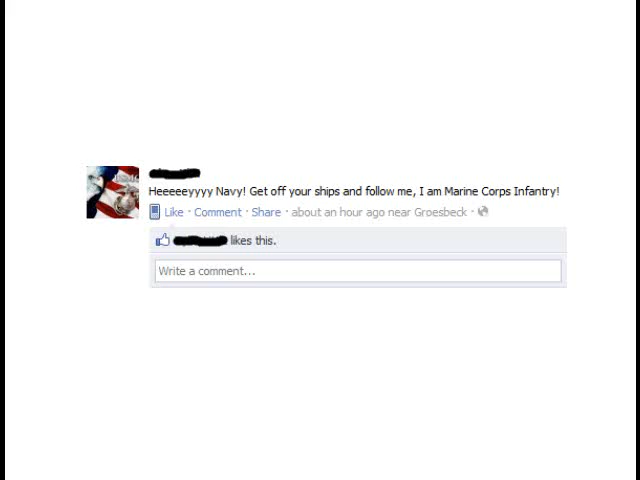 Heeeeeyyyy Navy! Get off your ships and follow me, I am Marine Corps Infantry!
Like · Comment · Share · about an hour ago near Groesbeck ·
likes this.
Write a comment...